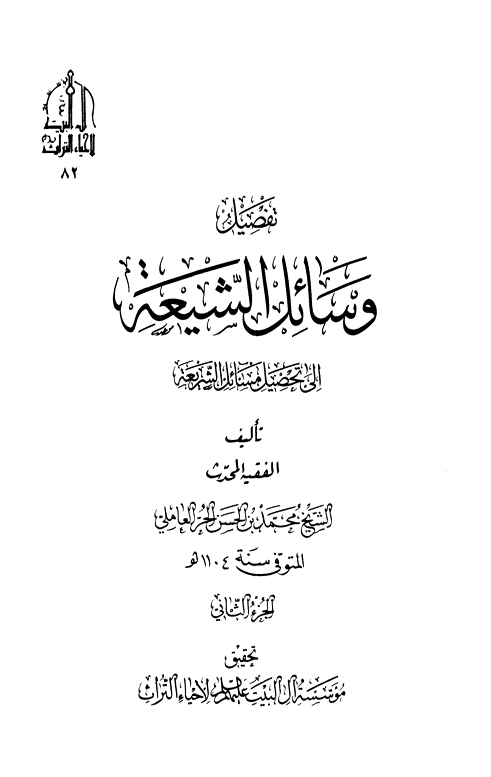 آل البيت
لإحياء التراث
٨٢
تفصيل
وسائل الشيعة
إلى تحصيل مسائل الشريعة
تأليف
الفقيه المحدث
الشيخ محمد بن الحسن الحر العاملي
المتوفى سنة ١١٠٤ هـ
الجزء الثاني
تحقيق
مؤسسة آل البيت عليهم السلام لإحياء التراث